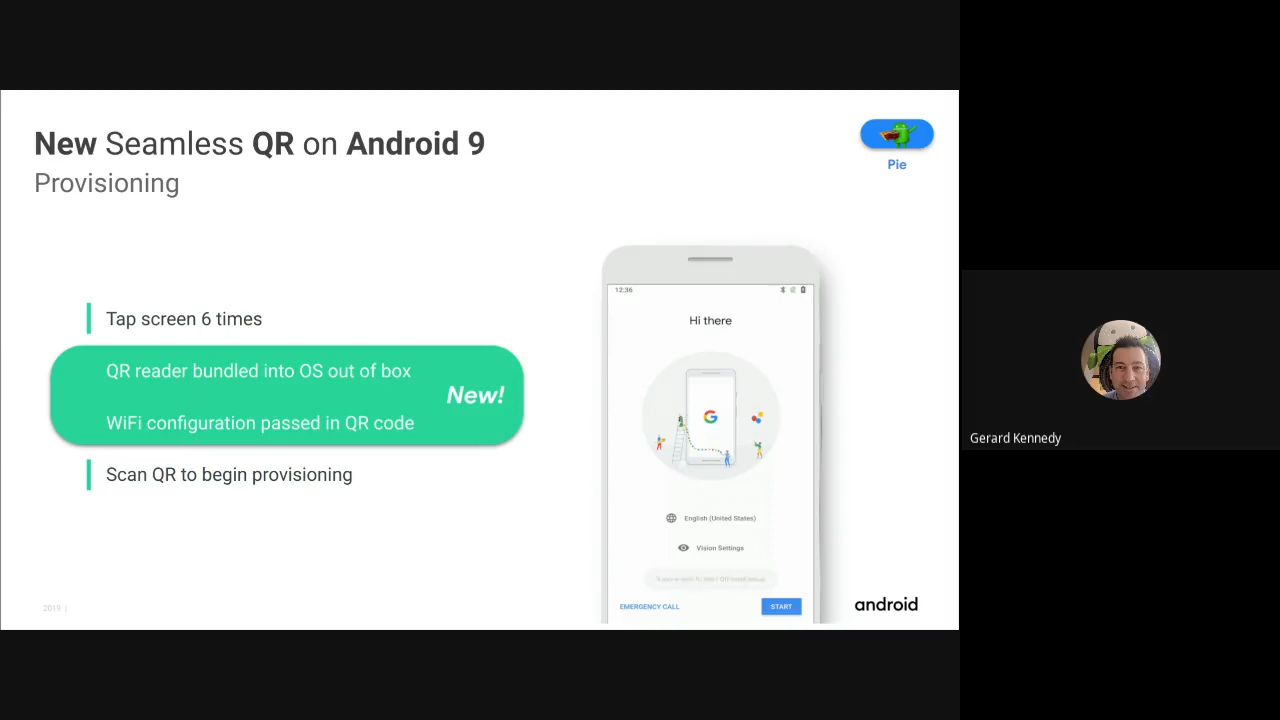 New Seamless QR on Android 9
Provisioning
Pie
Tap screen 6 times
QR reader bundled into OS out of box
New!
WiFi configuration passed in QR code
Scan QR to begin provisioning
12:36
Hi there
G
English (United States)
Vision Settings
EMERGENCY CALL
START
2019 |
android
Gerard Kennedy